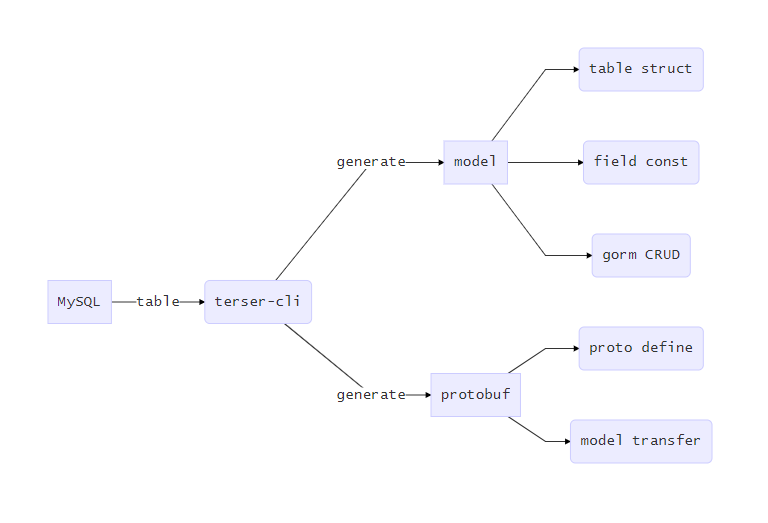 table struct
generate
model
field const
gorm CRUD
MySQL
table
terser-cli
proto define
generate
protobuf
model transfer